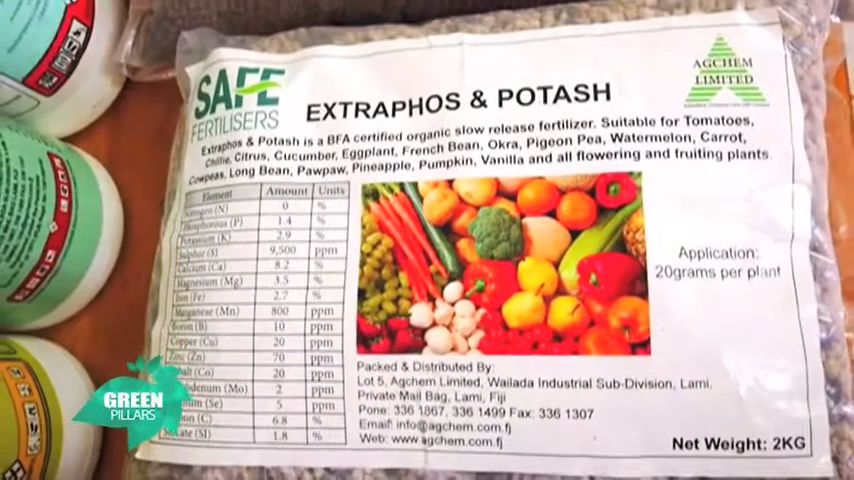 SAFE
FERTILISERS
EXTRAPHOS & POTASH
AGCHEM
LIMITED
Extraphos & Potash is a BFA certified organic slow release fertilizer. Suitable for Tomatoes,
Chillie, Citrus, Cucumber, Eggplant, French Bean, Okra, Pigeon Pea, Watermelon, Carrot,
Cowpeas, Long Bean, Pawpaw, Pineapple, Pumpkin, Vanilla and all flowering and fruiting plants.
Element Amount Units
Nitrogen (N) 0 %
Phosphorous (P) 1.4 %
Potassium (K) 2.9 %
Sulphur (S) 9,500 ppm
Calcium (Ca) 8.2 %
Magnesium (Mg) 3.5 %
Iron (Fe) 2.7 %
Manganese (Mn) 800 ppm
Boron (B) 10 ppm
Copper (Cu) 20 ppm
Zinc (Zn) 70 ppm
(Co) 20 ppm
(Mo) 2 ppm
(Se) 5 ppm
(C) 6.8 %
(SI) 1.8 %
Application:
20grams per plant
Packed & Distributed By:
Lot 5, Agchem Limited, Wailada Industrial Sub-Division, Lami.
Private Mail Bag, Lami, Fiji
Pone: 336 1867, 336 1499 Fax: 336 1307
Email: info@agchem.com.fj
Web: www.agchem.com.fj
Net Weight: 2KG
GREEN
PILLARS